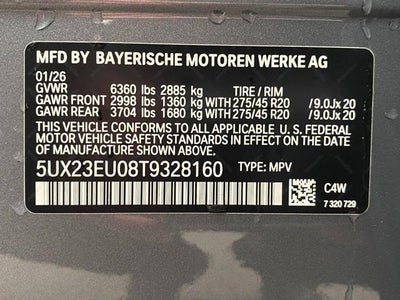 MFD BY BAYERISCHE MOTOREN WERKE AG
01/26
GVWR 6360 lbs 2885 kg TIRE / RIM
GAWR FRONT 2998 lbs 1360 kg WITH 275/45 R20 / 9.0Jx 20
GAWR REAR 3704 lbs 1680 kg WITH 275/45 R20 / 9.0Jx 20
THIS VEHICLE CONFORMS TO ALL APPLICABLE U.S. FEDERAL
MOTOR VEHICLE SAFETY STANDARDS IN EFFECT ON THE
DATE OF MANUFACTURE SHOWN ABOVE.
5UX23EU08T9328160 TYPE: MPV
C4W
7 320 729